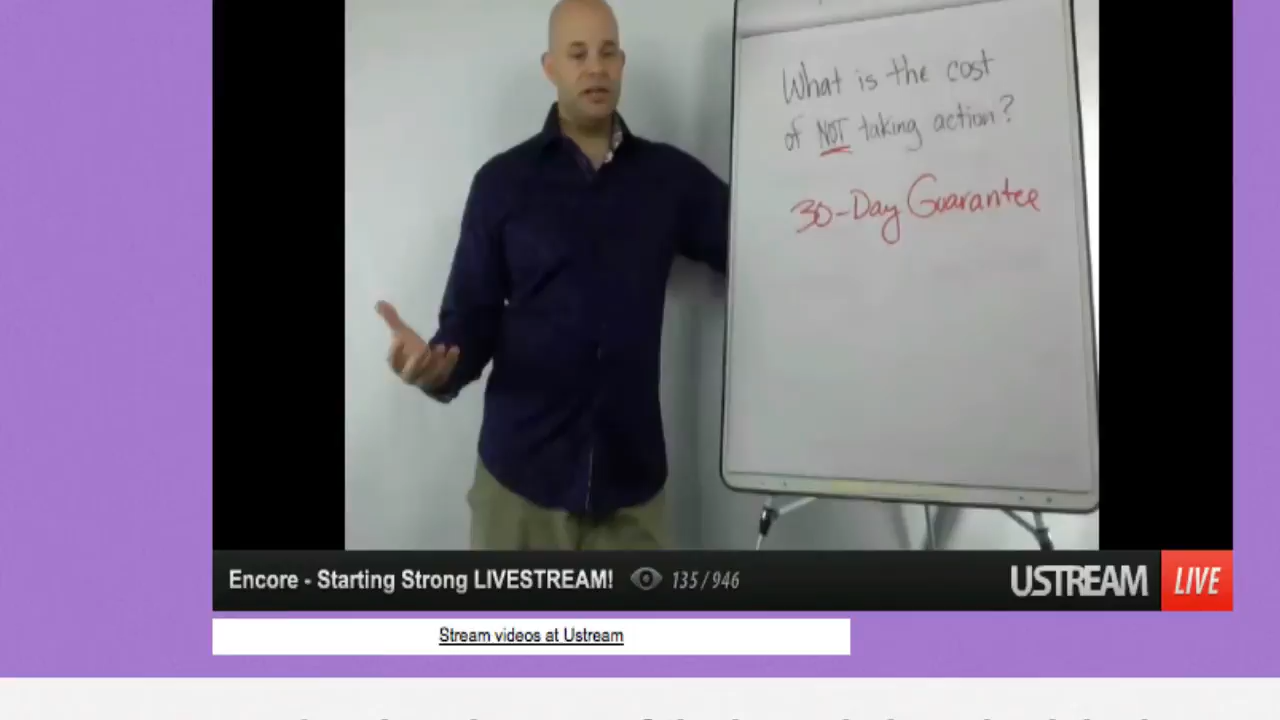 What is the cost
of NOT taking action?
30-Day Guarantee
Encore - Starting Strong LIVESTREAM!
135/946
USTREAM
LIVE
Stream videos at Ustream